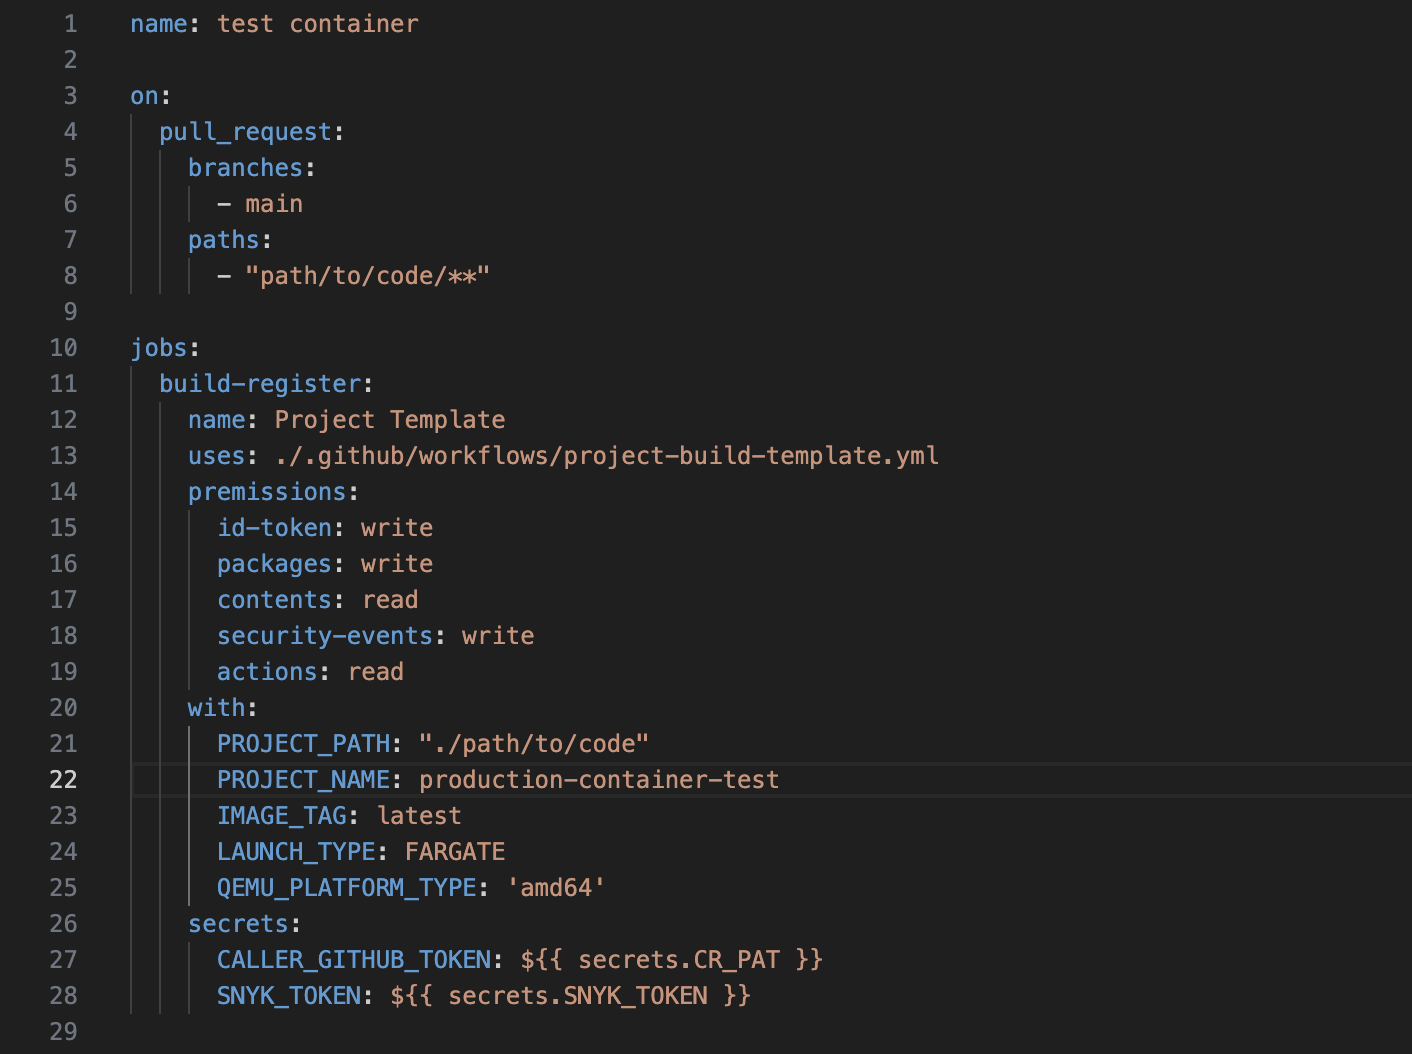 1 name: test container
2
3 on:
4 pull_request:
5 branches:
6 - main
7 paths:
8 - "path/to/code/**"
9
10 jobs:
11 build-register:
12 name: Project Template
13 uses: ./.github/workflows/project-build-template.yml
14 premissions:
15 id-token: write
16 packages: write
17 contents: read
18 security-events: write
19 actions: read
20 with:
21 PROJECT_PATH: "./path/to/code"
22 PROJECT_NAME: production-container-test
23 IMAGE_TAG: latest
24 LAUNCH_TYPE: FARGATE
25 QEMU_PLATFORM_TYPE: 'amd64'
26 secrets:
27 CALLER_GITHUB_TOKEN: ${{ secrets.CR_PAT }}
28 SNYK_TOKEN: ${{ secrets.SNYK_TOKEN }}
29